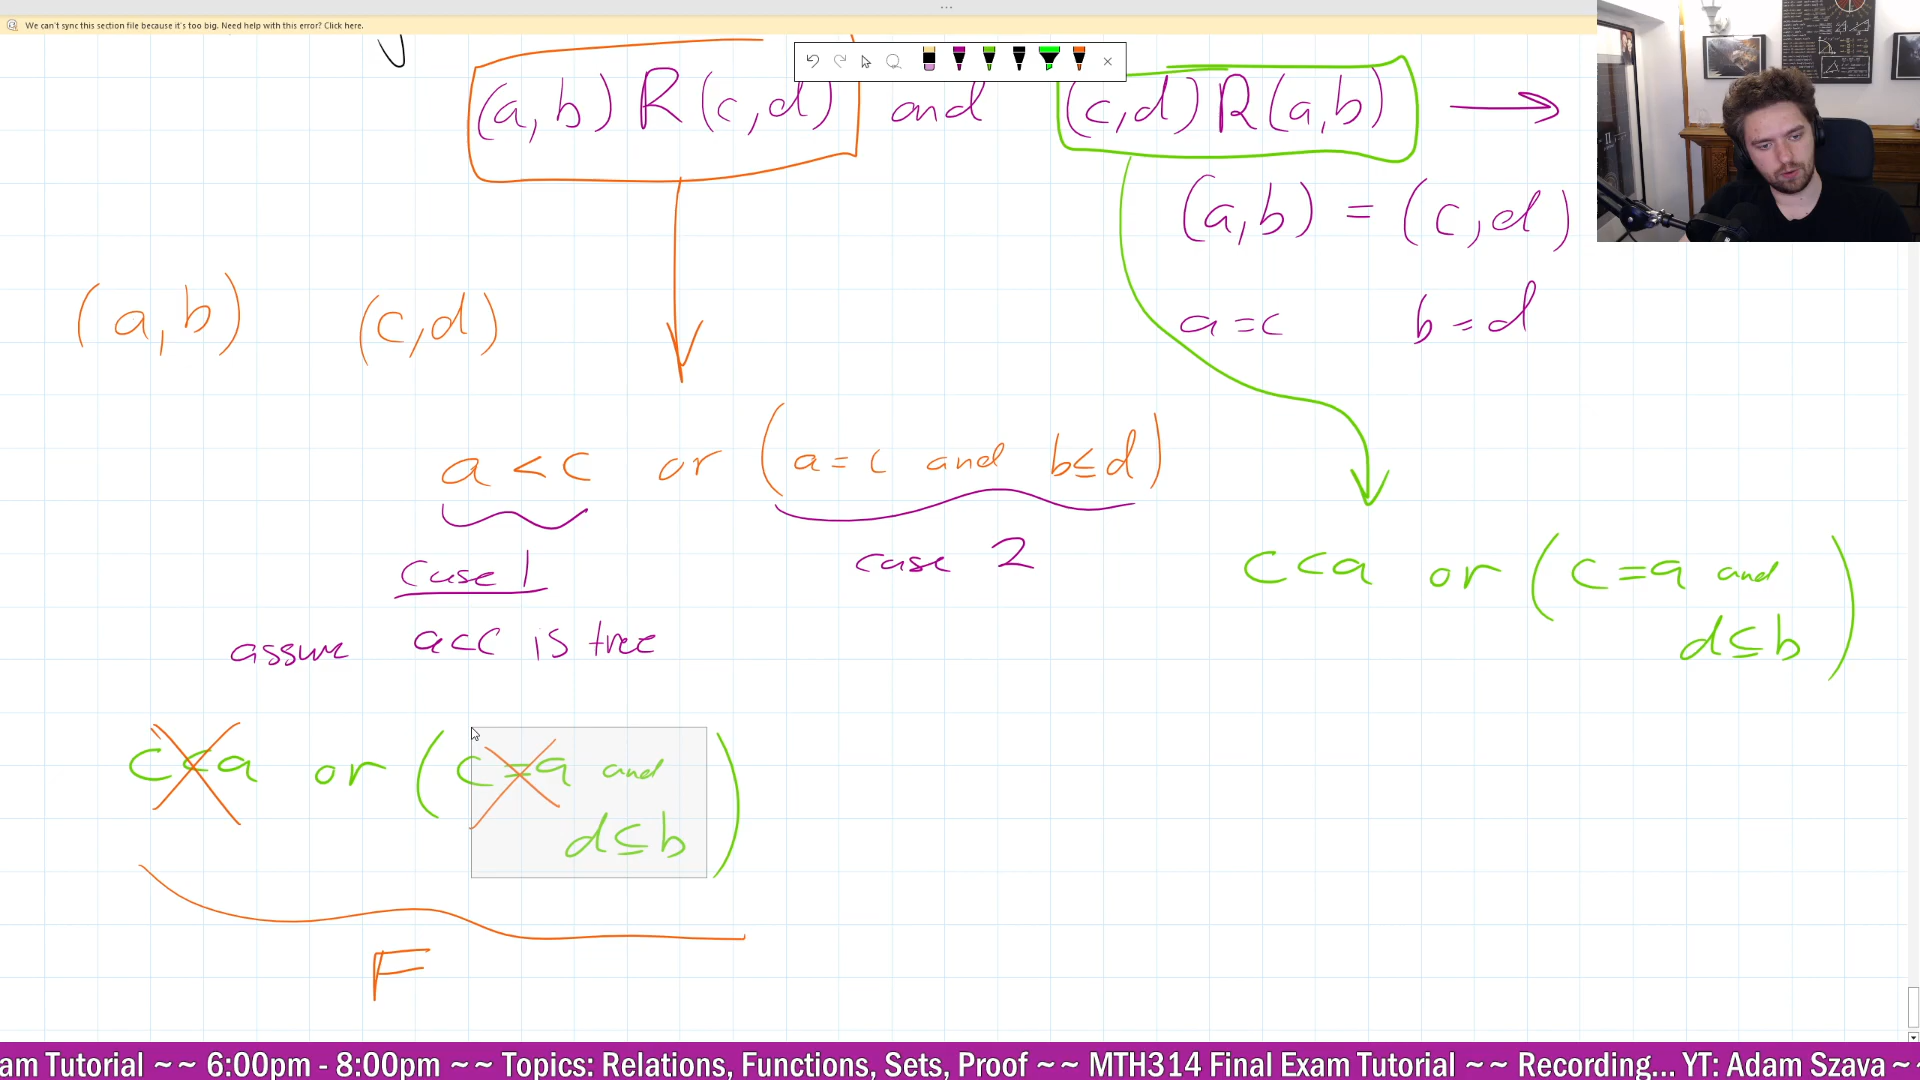 We can't sync this section file because it's too big. Need help with this error? Click here.
(a,b) R (c,d) and (c,d) R (a,b) →
(a,b) = (c,d)
a=c b=d
(a,b) (c,d)
a < c or (a = c and b≤d)
case 1
case 2
c<a or (c=a and
d≤b)
assume a<c is true
c<a or (c=a and
d≤b)
F
am Tutorial ~~ 6:00pm - 8:00pm ~~ Topics: Relations, Functions, Sets, Proof ~~ MTH314 Final Exam Tutorial ~~ Recording... YT: Adam Szava ~